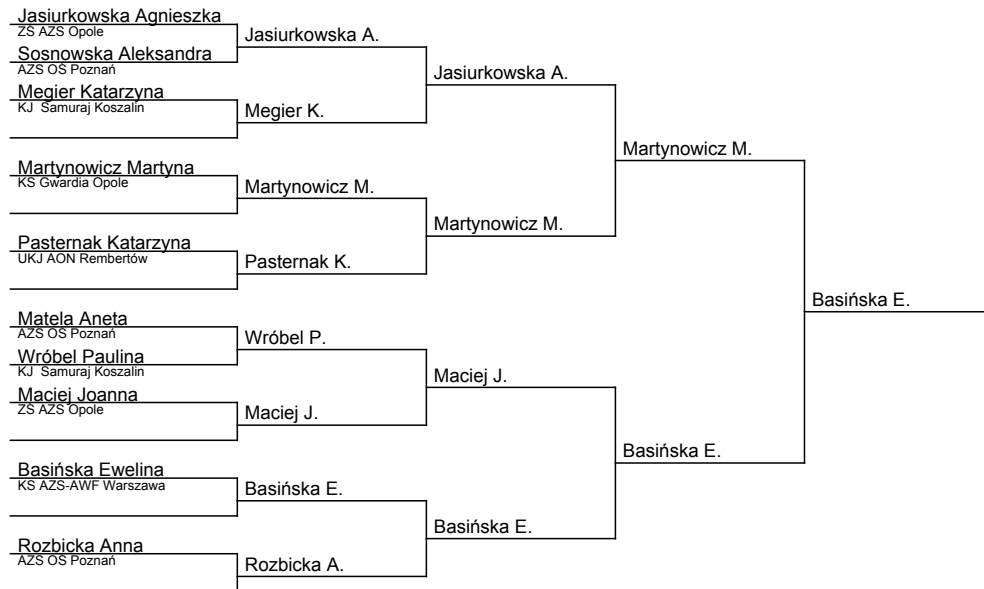 Jasiurkowska Agnieszka
ZS AZS Opole
Jasiurkowska A.
Sosnowska Aleksandra
AZS OŚ Poznań
Jasiurkowska A.
Megier Katarzyna
KJ Samuraj Koszalin
Megier K.
Martynowicz M.
Martynowicz Martyna
KS Gwardia Opole
Martynowicz M.
Martynowicz M.
Pasternak Katarzyna
UKJ AON Rembertów
Pasternak K.
Basińska E.
Matela Aneta
AZS OŚ Poznań
Wróbel P.
Wróbel Paulina
KJ Samuraj Koszalin
Maciej J.
Maciej Joanna
ZS AZS Opole
Maciej J.
Basińska E.
Basińska Ewelina
KS AZS-AWF Warszawa
Basińska E.
Basińska E.
Rozbicka Anna
AZS OŚ Poznań
Rozbicka A.